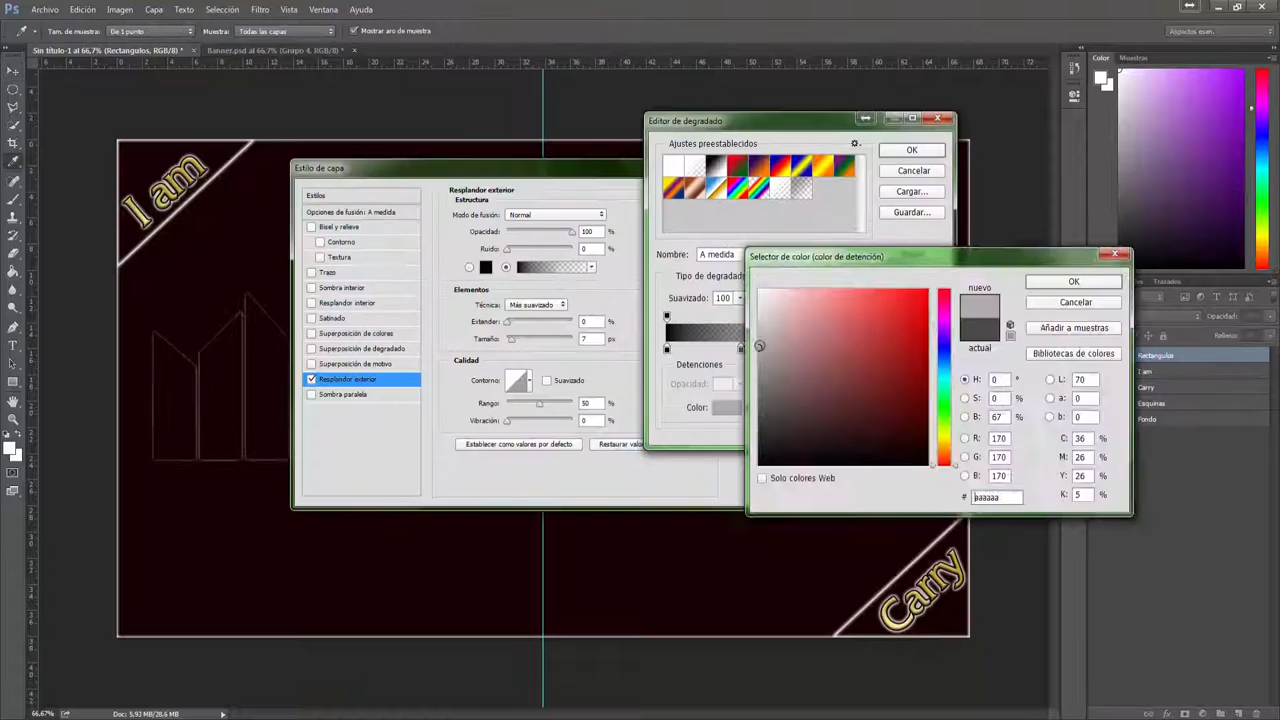 Ps Archivo Edición Imagen Capa Texto Selección Filtro Vista Ventana Ayuda
Tam. de muestra: De 1 punto Muestra: Todas las capas Mostrar aro de muestra
Sin título-1 al 66,7% (Rectangulos, RGB/8) * Banner.psd al 66,7% (Grupo 4, RGB/8) *
Color Muestras
I am
Carry
Estilo de capa
Estilos
Opciones de fusión: A medida
Bisel y relieve
Contorno
Textura
Trazo
Sombra interior
Resplandor interior
Satinado
Superposición de colores
Superposición de degradado
Superposición de motivo
Resplandor exterior
Sombra paralela
Resplandor exterior
Estructura
Modo de fusión: Normal
Opacidad: 100 %
Ruido: 0 %
Elementos
Técnica: Más suavizado
Extender: 0 %
Tamaño: 7 px
Calidad
Contorno: Suavizado
Rango: 50 %
Vibración: 0 %
Establecer como valores por defecto
Editor de degradado
Ajustes preestablecidos
OK
Cancelar
Cargar...
Guardar...
Nombre: A medida
Suavizado: 100
Detenciones
Opacidad:
Color:
Selector de color (color de detención)
nuevo
actual
OK
Cancelar
Añadir a muestras
Bibliotecas de colores
H: 0 °
S: 0 %
B: 67 %
R: 170
G: 170
B: 170
# aaaaaa
L: 70
a: 0
b: 0
C: 36 %
M: 26 %
Y: 26 %
K: 5 %
Solo colores Web
Trazados
Opacidad:
Relleno:
Rectangulos
I am
Carry
Esquinas
Fondo
66,67% Doc: 5,93 MB/28,6 MB